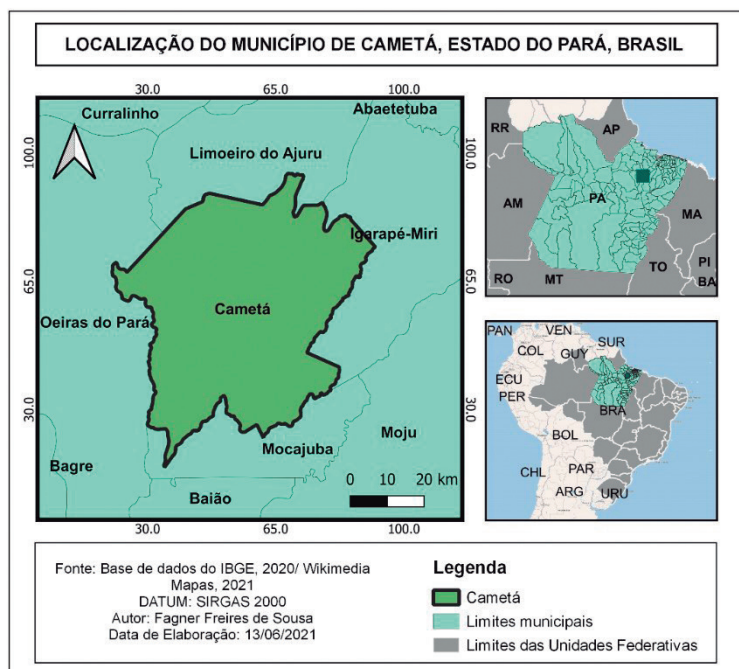 LOCALIZAÇÃO DO MUNICÍPIO DE CAMETÁ, ESTADO DO PARÁ, BRASIL
30.0 65.0 100.0
Curralinho
Abaetetuba
Limoeiro do Ajuru
Igarapé-Miri
Cametá
Oeiras do Pará
Mocajuba
Moju
Bagre
Baião
0 10 20 km
100.0
65.0
30.0
100.0
65.0
30.0
30.0 65.0 100.0
RR
AP
AM
PA
MA
PI
BA
TO
MT
RO
PAN
VEN
SUR
COL
GUY
ECU
PER
BRA
BOL
CHL
PAR
ARG
URU
Fonte: Base de dados do IBGE, 2020/ Wikimedia
Mapas, 2021
DATUM: SIRGAS 2000
Autor: Fagner Freires de Sousa
Data de Elaboração: 13/06/2021
Legenda
Cametá
Limites municipais
Limites das Unidades Federativas